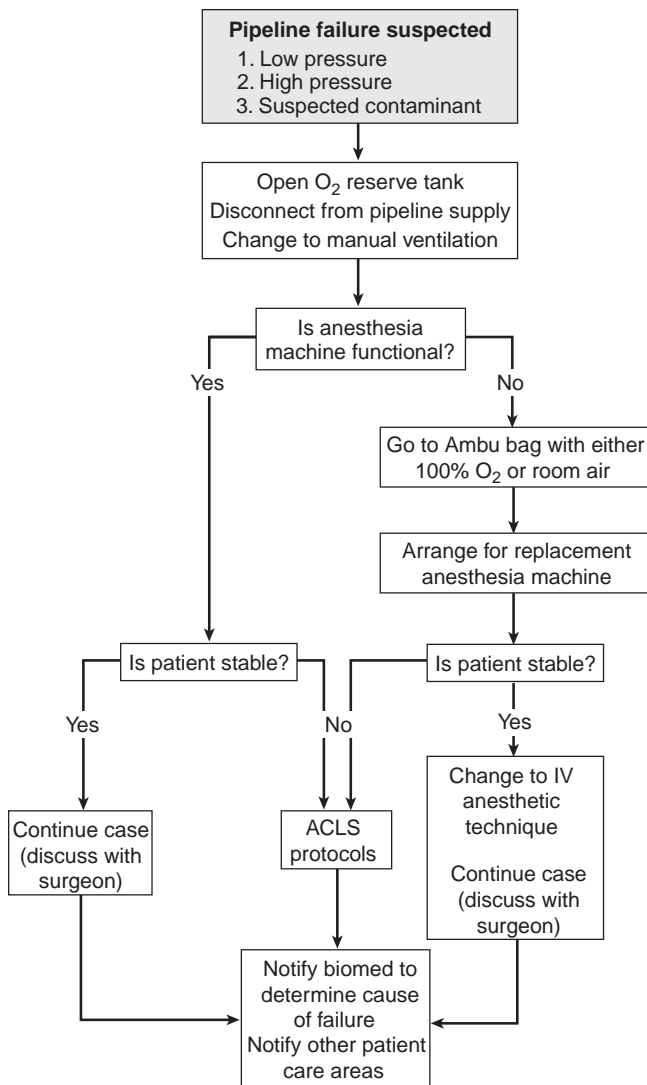 Pipeline failure suspected
1. Low pressure
2. High pressure
3. Suspected contaminant
Open O₂ reserve tank
Disconnect from pipeline supply
Change to manual ventilation
Is anesthesia
machine functional?
Yes
No
Go to Ambu bag with either
100% O₂ or room air
Arrange for replacement
anesthesia machine
Is patient stable?
Is patient stable?
Yes
No
Yes
Continue case
(discuss with
surgeon)
ACLS
protocols
Change to IV
anesthetic
technique
Continue case
(discuss with
surgeon)
Notify biomed to
determine cause
of failure
Notify other patient
care areas